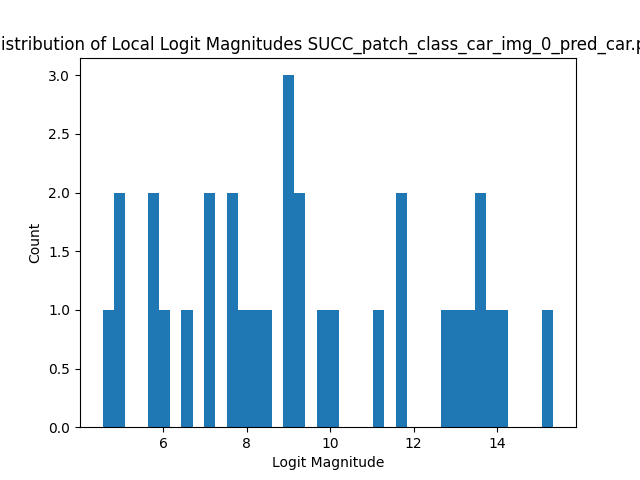 istribution of Local Logit Magnitudes SUCC_patch_class_car_img_0_pred_car.p
3.0
2.5
2.0
1.5
1.0
0.5
0.0
Count
6 8 10 12 14
Logit Magnitude